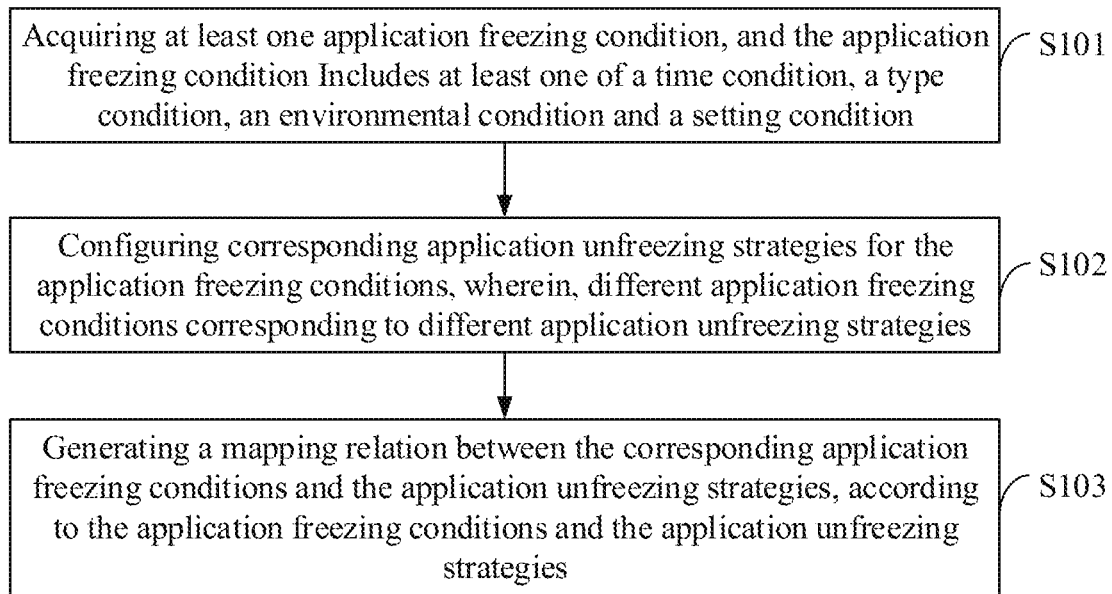 Acquiring at least one application freezing condition, and the application
freezing condition Includes at least one of a time condition, a type
condition, an environmental condition and a setting condition
S101
Configuring corresponding application unfreezing strategies for the
application freezing conditions, wherein, different application freezing
conditions corresponding to different application unfreezing strategies
S102
Generating a mapping relation between the corresponding application
freezing conditions and the application unfreezing strategies, according
to the application freezing conditions and the application unfreezing
strategies
S103